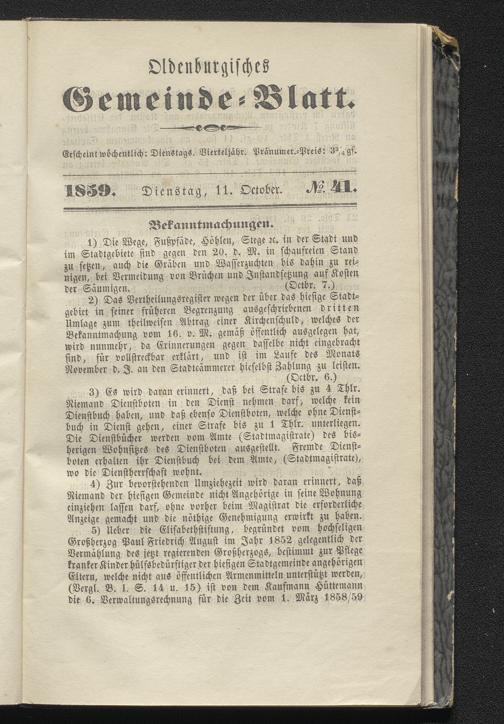 Oldenburgisches
Gemeinde-Blatt.
Erscheint wöchentlich: Dienstags. Vierteljähr. Pränumer.-Preis: 3¾ gf.
1859. Dienstag, 11. October. №. 41.
Bekanntmachungen.
1) Die Wege, Fußpfäde, Höhlen, Stege ꝛc. in der Stadt und
im Stadtgebiete sind gegen den 20. d. M. in schaufreien Stand
zu setzen, auch die Gräben und Wasserzuchten bis dahin zu rei-
nigen, bei Vermeidung von Brüchen und Instandsetzung auf Kosten
der Säumigen. (Octbr. 7.)
2) Das Vertheilungsregister wegen der über das hiesige Stadt-
gebiet in seiner früheren Begrenzung ausgeschriebenen dritten
Umlage zum theilweisen Abtrag einer Kirchenschuld, welches der
Bekanntmachung vom 16. v. M. gemäß öffentlich ausgelegen hat,
wird nunmehr, da Erinnerungen gegen dasselbe nicht eingebracht
sind, für vollstreckbar erklärt, und ist im Laufe des Monats
November d. J. an den Stadtkämmerer hieselbst Zahlung zu leisten.
(Octbr. 6.)
3) Es wird daran erinnert, daß bei Strafe bis zu 4 Thlr.
Niemand Dienstboten in den Dienst nehmen darf, welche kein
Dienstbuch haben, und daß ebenso Dienstboten, welche ohne Dienst-
buch in Dienst gehen, einer Strafe bis zu 1 Thlr. unterliegen.
Die Dienstbücher werden vom Amte (Stadtmagistrate) des bis-
herigen Wohnsitzes des Dienstboten ausgestellt. Fremde Dienst-
boten erhalten ihr Dienstbuch bei dem Amte, (Stadtmagistrate),
wo die Dienstherrschaft wohnt.
4) Zur bevorstehenden Umziehezeit wird daran erinnert, daß
Niemand der hiesigen Gemeinde nicht Angehörige in seine Wohnung
einziehen lassen darf, ohne vorher beim Magistrat die erforderliche
Anzeige gemacht und die nöthige Genehmigung erwirkt zu haben.
5) Ueber die Elisabethstiftung, begründet vom hochseligen
Großherzog Paul Friedrich August im Jahr 1852 gelegentlich der
Vermählung des jezt regierenden Großherzogs, bestimmt zur Pflege
kranker Kinder hülfsbedürftiger der hiesigen Stadtgemeinde angehörigen
Eltern, welche nicht aus öffentlichen Armenmitteln unterstützt werden,
(Vergl. B. I. S. 14 u. 15) ist von dem Kaufmann Hüttemann
die 6. Verwaltungsrechnung für die Zeit vom 1. März 1858/59